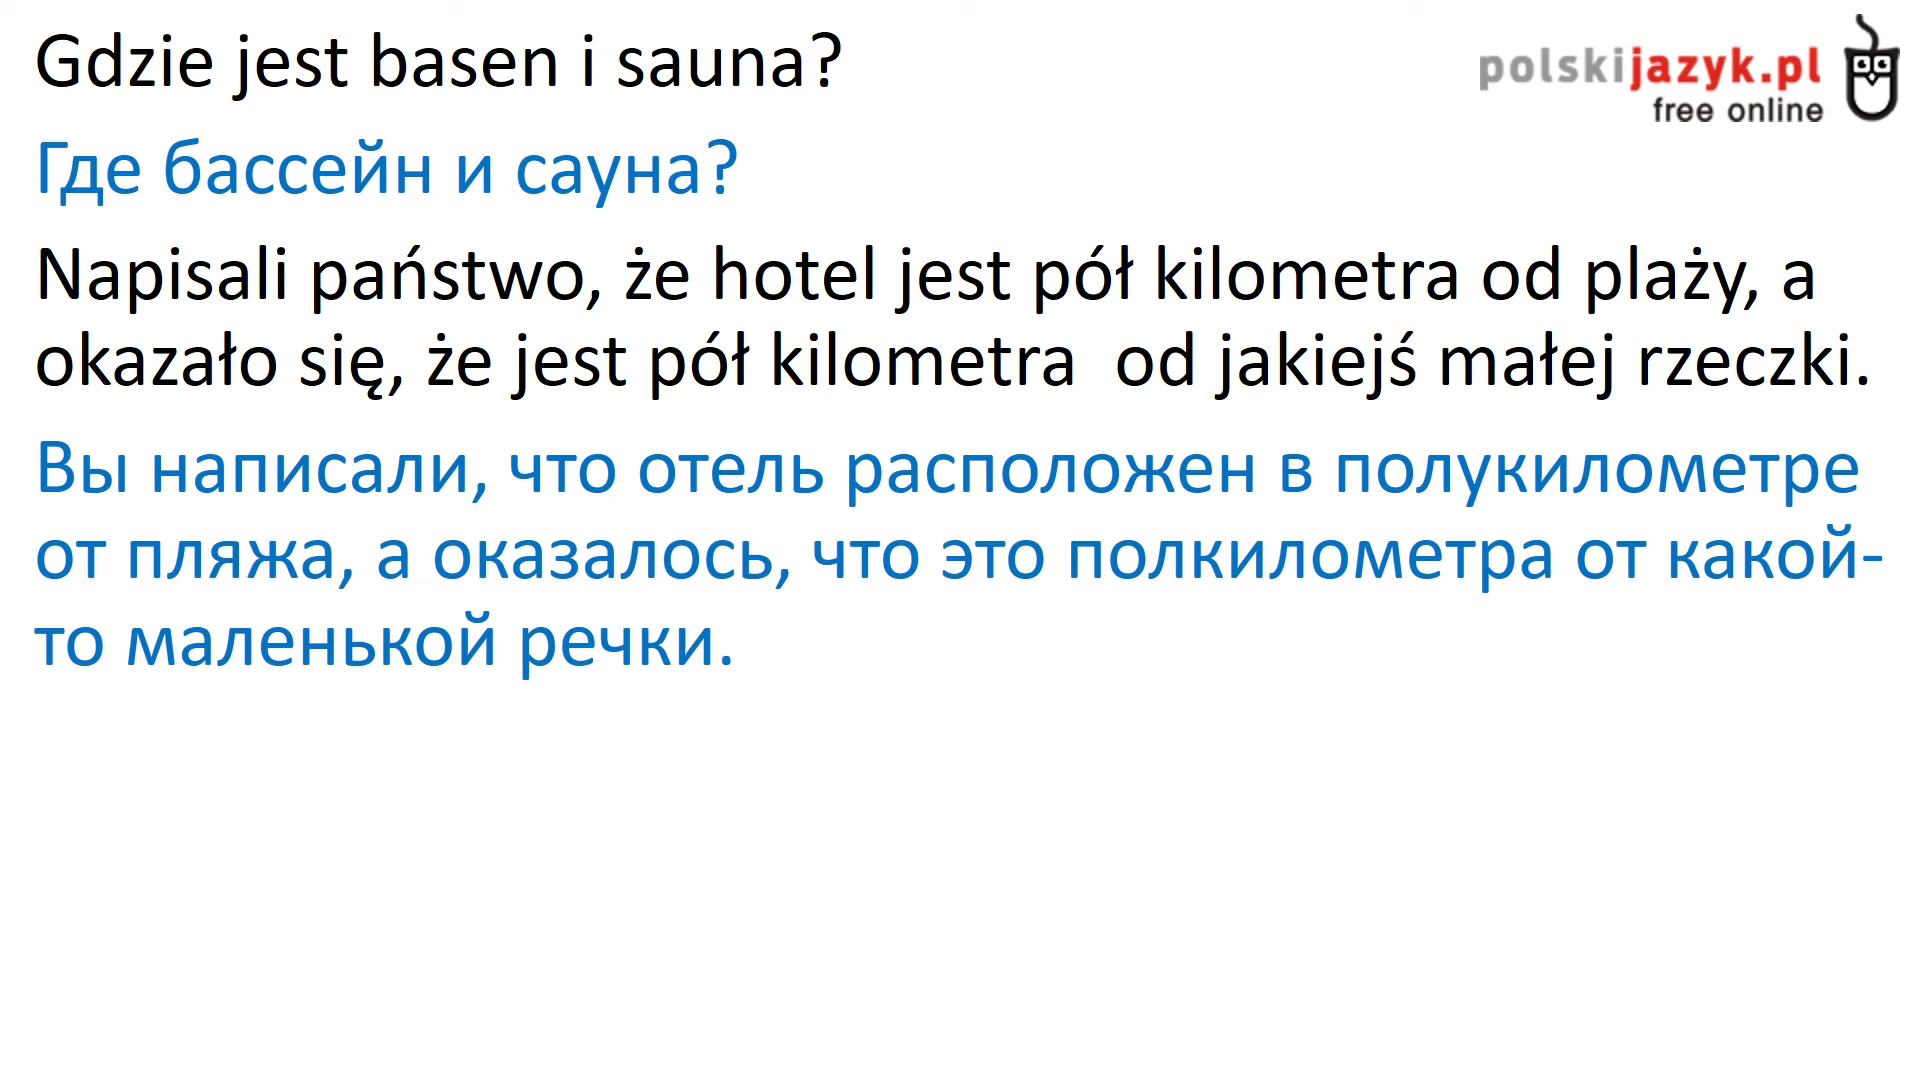 Gdzie jest basen i sauna?
polskijazyk.pl
free online
Где бассейн и сауна?
Napisali państwo, że hotel jest pół kilometra od plaży, a
okazało się, że jest pół kilometra  od jakiejś małej rzeczki.
Вы написали, что отель расположен в полукилометре
от пляжа, а оказалось, что это полкилометра от какой-
то маленькой речки.